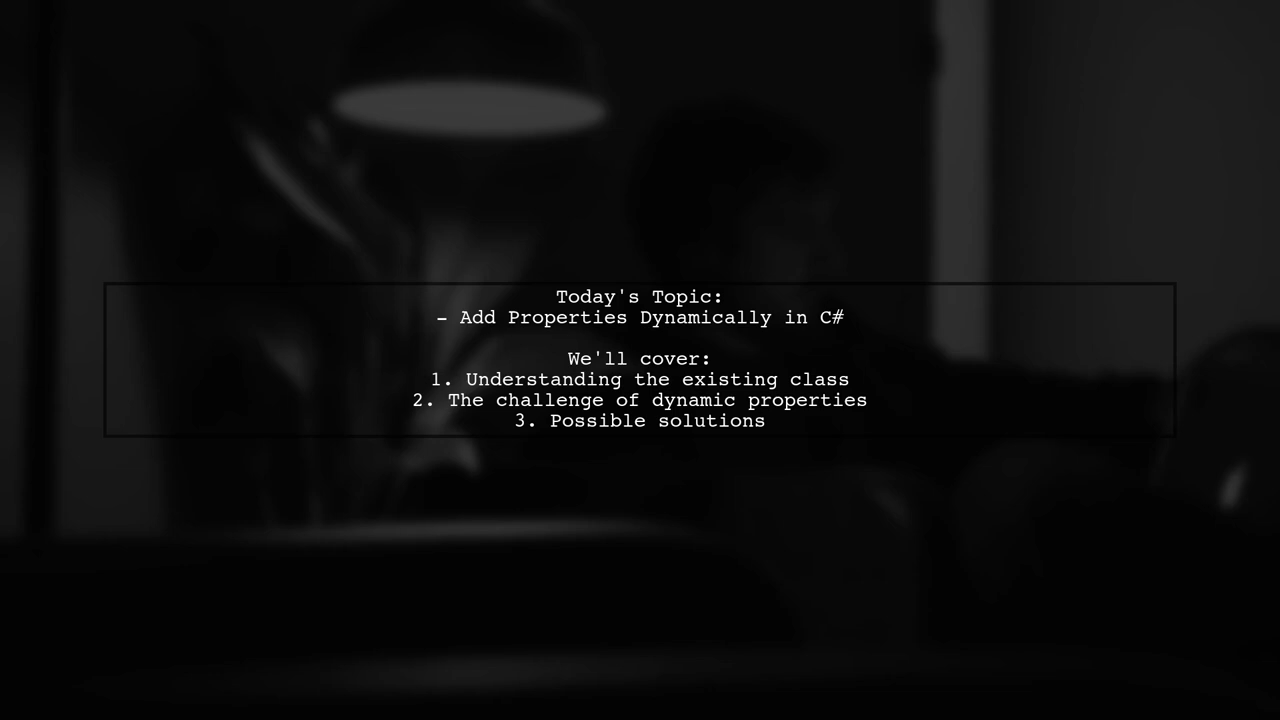 Today's Topic:
- Add Properties Dynamically in C#
We'll cover:
1. Understanding the existing class
2. The challenge of dynamic properties
3. Possible solutions